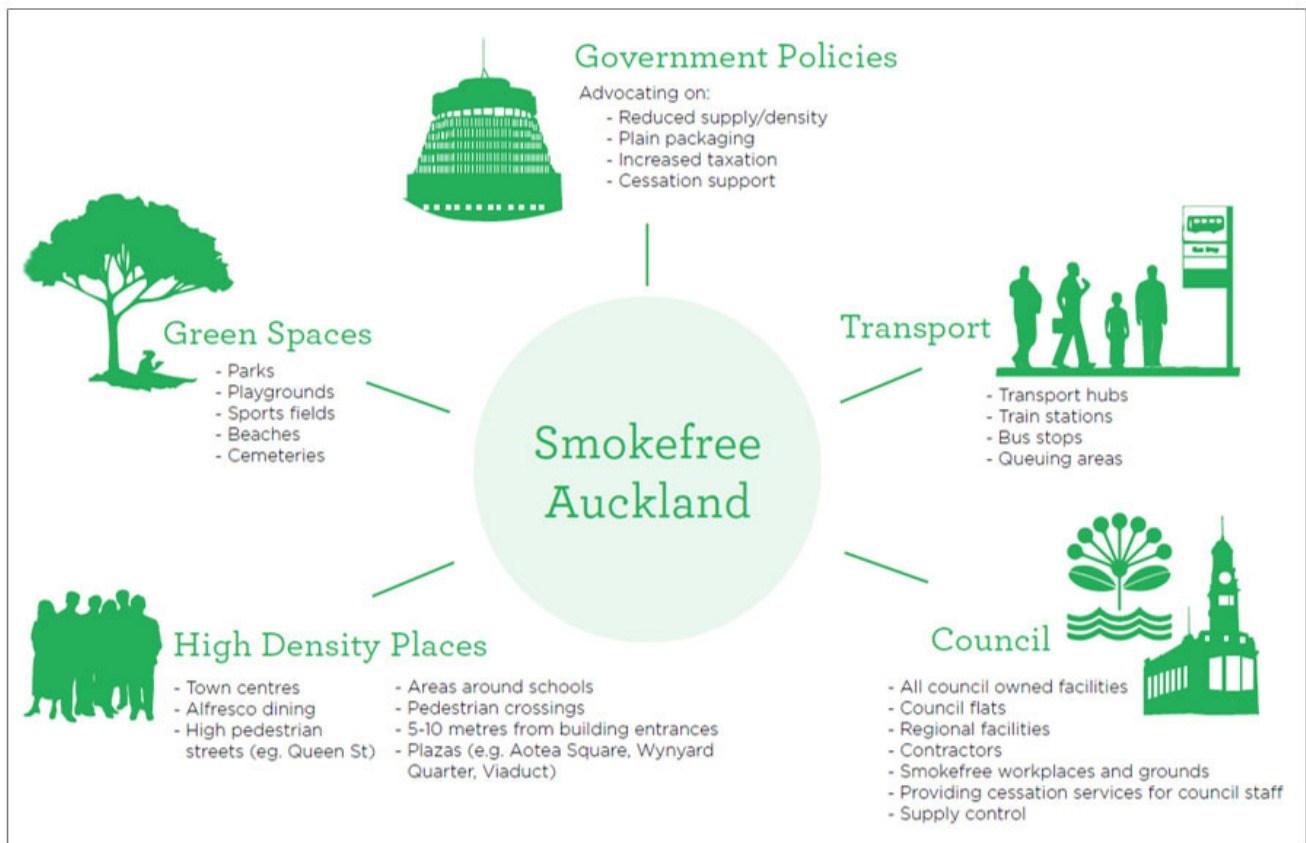 Government Policies
Advocating on:
- Reduced supply/density
- Plain packaging
- Increased taxation
- Cessation support
Green Spaces
- Parks
- Playgrounds
- Sports fields
- Beaches
- Cemeteries
Bus Stop
Transport
- Transport hubs
- Train stations
- Bus stops
- Queuing areas
Smokefree
Auckland
High Density Places
- Town centres
- Alfresco dining
- High pedestrian
streets (eg. Queen St)
- Areas around schools
- Pedestrian crossings
- 5-10 metres from building entrances
- Plazas (e.g. Aotea Square, Wynyard
Quarter, Viaduct)
Council
- All council owned facilities
- Council flats
- Regional facilities
- Contractors
- Smokefree workplaces and grounds
- Providing cessation services for council staff
- Supply control